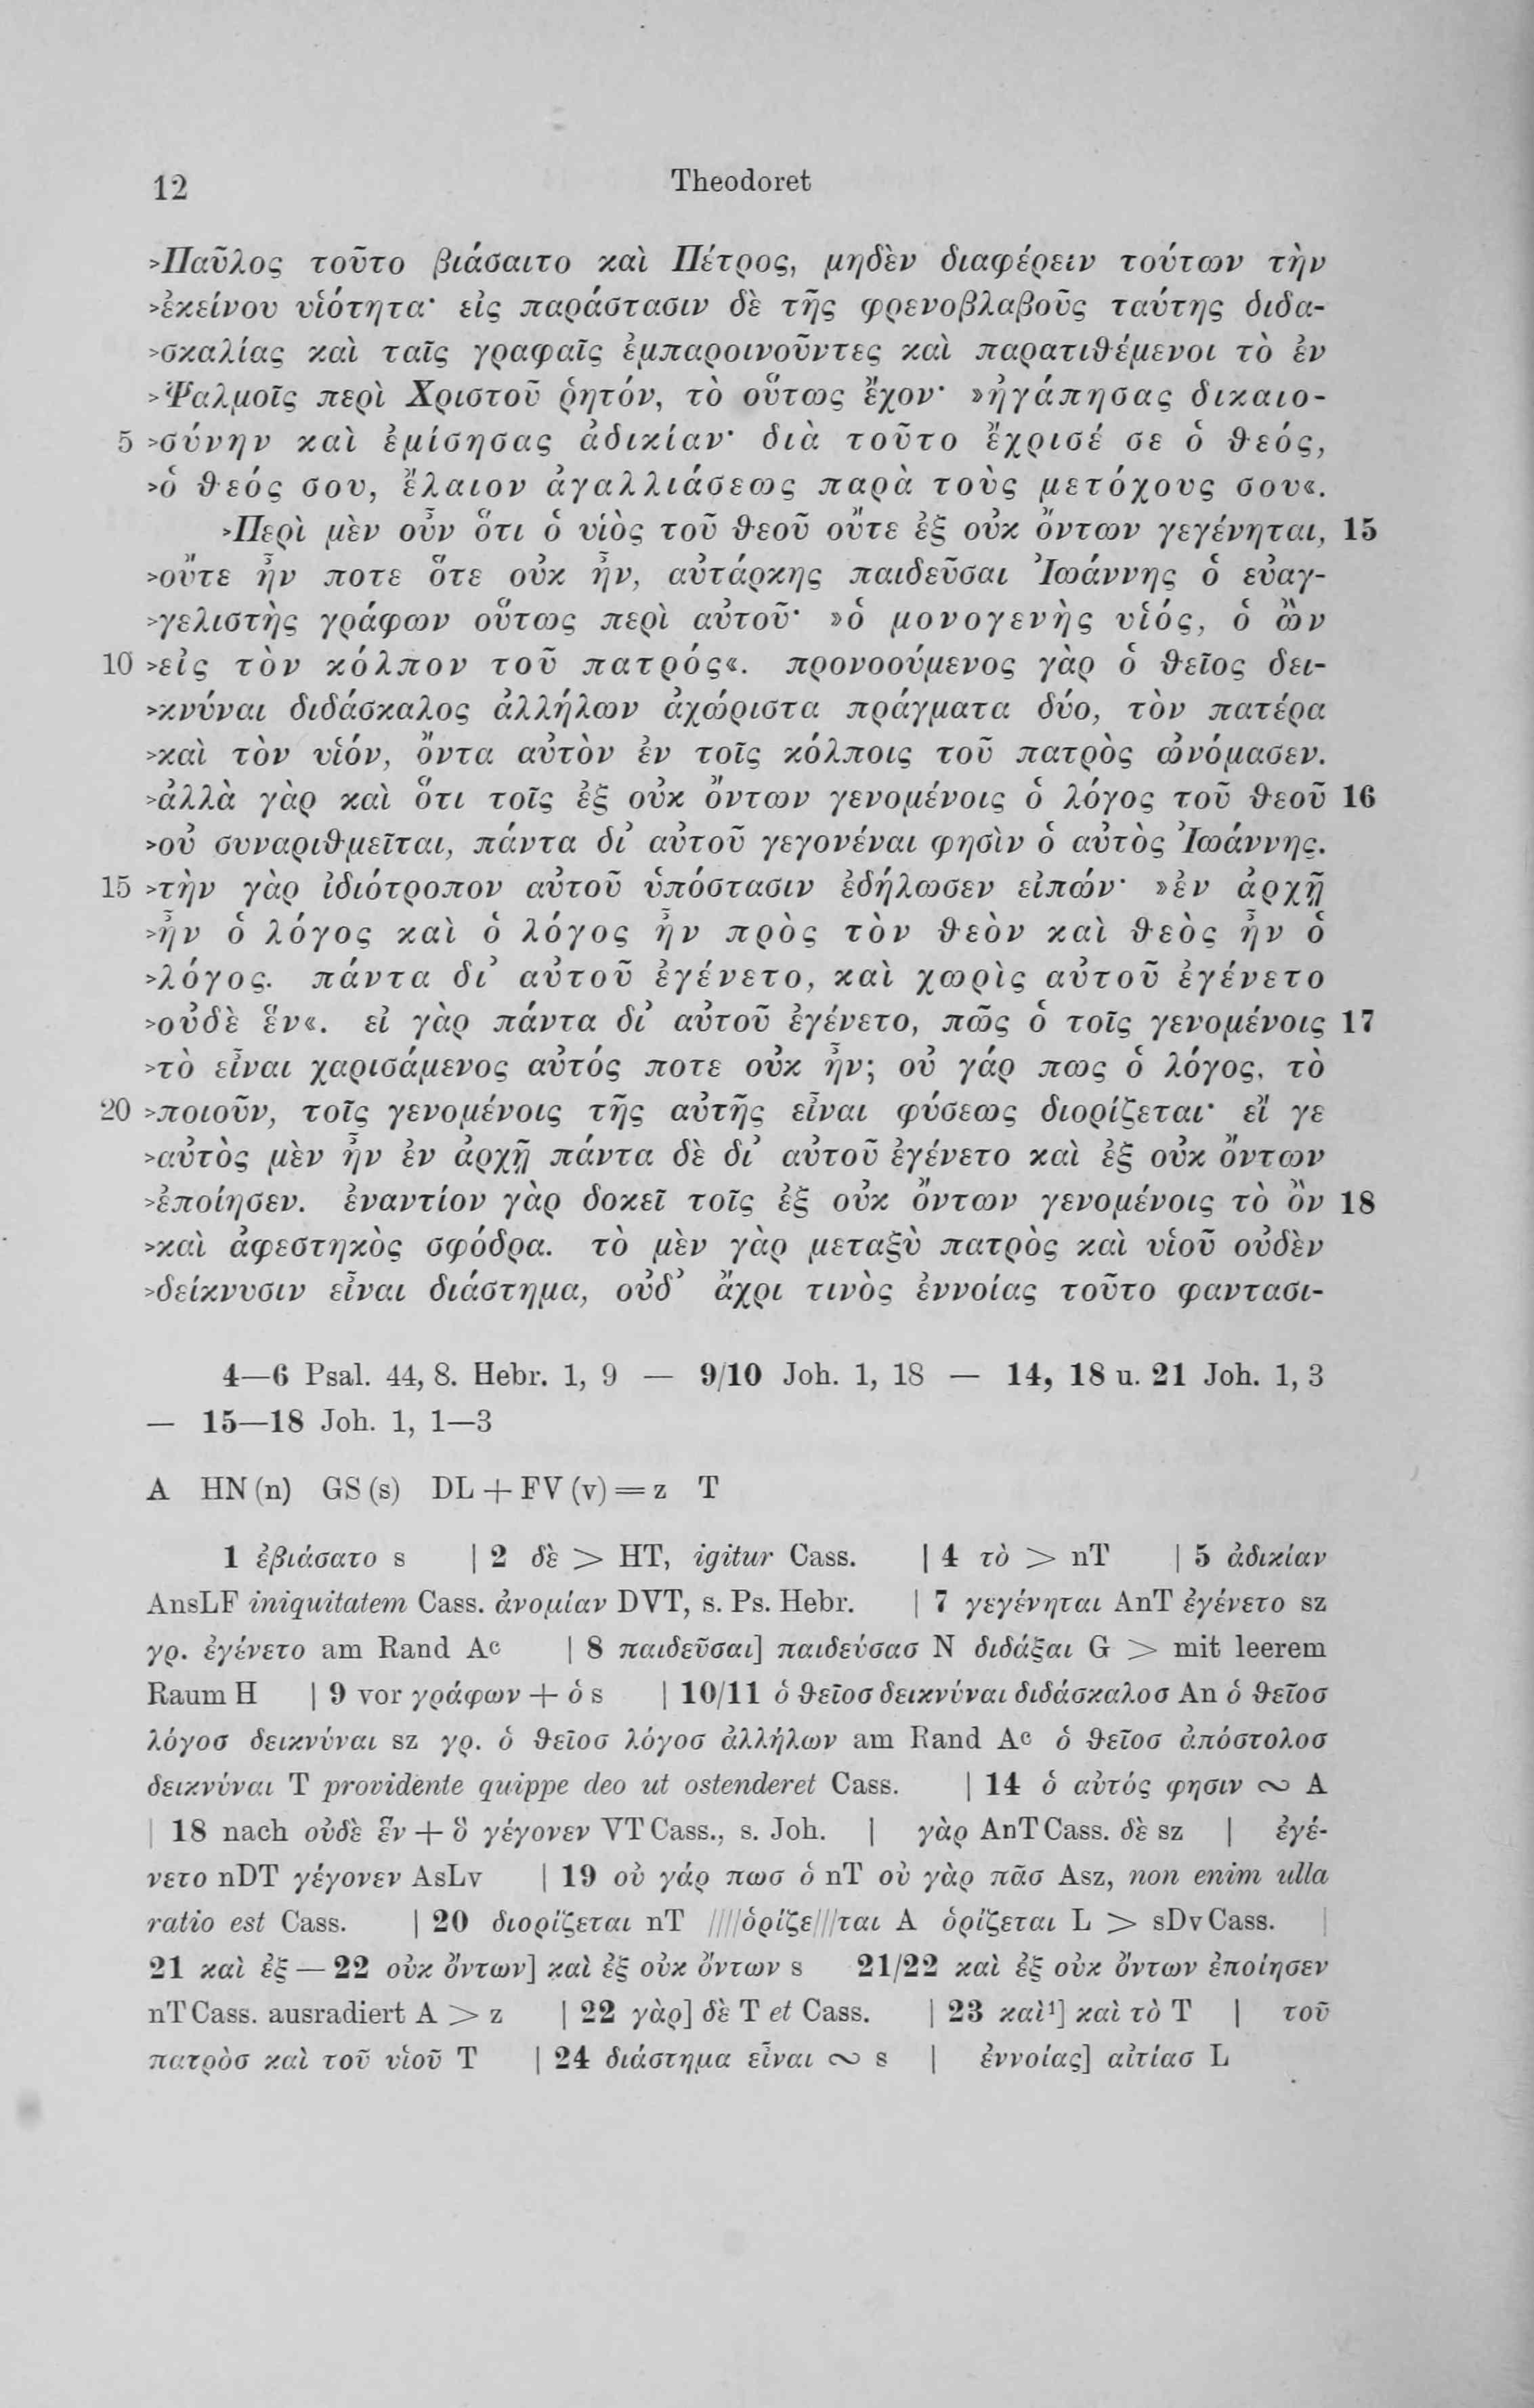 12
Theodoret
>Παῦλος τοῦτο βιάσαιτο καὶ Πέτρος, μηδὲν διαφέρειν τούτων τὴν
>ἐκείνου υἱότητα· εἰς παράστασιν δὲ τῆς φρενοβλαβοῦς ταύτης διδα-
>σκαλίας καὶ ταῖς γραφαῖς ἐμπαροινοῦντες καὶ παρατιθέμενοι τὸ ἐν
>Ψαλμοῖς περὶ Χριστοῦ ῥητόν, τὸ οὕτως ἔχον· »ἠγάπησας δικαιο-
5 >σύνην καὶ ἐμίσησας ἀδικίαν· διὰ τοῦτο ἔχρισέ σε ὁ θεός,
>ὁ θεός σου, ἔλαιον ἀγαλλιάσεως παρὰ τοὺς μετόχους σου«.
>Περὶ μὲν οὖν ὅτι ὁ υἱὸς τοῦ θεοῦ οὔτε ἐξ οὐκ ὄντων γεγένηται, 15
>οὔτε ἦν ποτε ὅτε οὐκ ἦν, αὐτάρκης παιδεῦσαι Ἰωάννης ὁ εὐαγ-
>γελιστὴς γράφων οὕτως περὶ αὐτοῦ· »ὁ μονογενὴς υἱός, ὁ ὢν
10 >εἰς τὸν κόλπον τοῦ πατρός«. προνοούμενος γὰρ ὁ θεῖος δει-
>κνύναι διδάσκαλος ἀλλήλων ἀχώριστα πράγματα δύο, τὸν πατέρα
>καὶ τὸν υἱόν, ὄντα αὐτὸν ἐν τοῖς κόλποις τοῦ πατρὸς ὠνόμασεν.
>ἀλλὰ γὰρ καὶ ὅτι τοῖς ἐξ οὐκ ὄντων γενομένοις ὁ λόγος τοῦ θεοῦ 16
>οὐ συναριθμεῖται, πάντα δι᾽ αὐτοῦ γεγονέναι φησὶν ὁ αὐτὸς Ἰωάννης.
15 >τὴν γὰρ ἰδιότροπον αὐτοῦ ὑπόστασιν ἐδήλωσεν εἰπών· »ἐν ἀρχῇ
>ἦν ὁ λόγος καὶ ὁ λόγος ἦν πρὸς τὸν θεὸν καὶ θεὸς ἦν ὁ
>λόγος. πάντα δι᾽ αὐτοῦ ἐγένετο, καὶ χωρὶς αὐτοῦ ἐγένετο
>οὐδὲ ἕν«. εἰ γὰρ πάντα δι᾽ αὐτοῦ ἐγένετο, πῶς ὁ τοῖς γενομένοις 17
>τὸ εἶναι χαρισάμενος αὐτός ποτε οὐκ ἦν; οὐ γάρ πως ὁ λόγος, τὸ
20 >ποιοῦν, τοῖς γενομένοις τῆς αὐτῆς εἶναι φύσεως διορίζεται· εἴ γε
>αὐτὸς μὲν ἦν ἐν ἀρχῇ πάντα δὲ δι᾽ αὐτοῦ ἐγένετο καὶ ἐξ οὐκ ὄντων
>ἐποίησεν. ἐναντίον γὰρ δοκεῖ τοῖς ἐξ οὐκ ὄντων γενομένοις τὸ ὂν 18
>καὶ ἀφεστηκὸς σφόδρα. τὸ μὲν γὰρ μεταξὺ πατρὸς καὶ υἱοῦ οὐδὲν
>δείκνυσιν εἶναι διάστημα, οὐδ᾽ ἄχρι τινὸς ἐννοίας τοῦτο φαντασι-
4—6 Psal. 44, 8. Hebr. 1, 9 — 9/10 Joh. 1, 18 — 14, 18 u. 21 Joh. 1, 3
— 15—18 Joh. 1, 1—3
A HN (n) GS (s) DL + FV (v) = z T
1 ἐβιάσατο s | 2 δὲ > HT, igitur Cass. | 4 τὸ > nT | 5 ἀδικίαν
AnsLF iniquitatem Cass. ἀνομίαν DVT, s. Ps. Hebr. | 7 γεγένηται AnT ἐγένετο sz
γρ. ἐγένετο am Rand Ac | 8 παιδεῦσαι] παιδεύσασ N διδάξαι G > mit leerem
Raum H | 9 vor γράφων + ὁ s | 10/11 ὁ θεῖοσ δεικνύναι διδάσκαλοσ An ὁ θεῖοσ
λόγοσ δεικνύναι sz γρ. ὁ θεῖοσ λόγοσ ἀλλήλων am Rand Ac ὁ θεῖοσ ἀπόστολοσ
δεικνύναι T providente quippe deo ut ostenderet Cass. | 14 ὁ αὐτός φησιν ∾ A
| 18 nach οὐδὲ ἕν + ὃ γέγονεν VT Cass., s. Joh. | γὰρ AnT Cass. δὲ sz | ἐγέ-
νετο nDT γέγονεν AsLv | 19 οὐ γάρ πωσ ὁ nT οὐ γὰρ πᾶσ Asz, non enim ulla
ratio est Cass. | 20 διορίζεται nT ////ὁρίζε///ται A ὁρίζεται L > sDv Cass. |
21 καὶ ἐξ — 22 οὐκ ὄντων] καὶ ἐξ οὐκ ὄντων s 21/22 καὶ ἐξ οὐκ ὄντων ἐποίησεν
nT Cass. ausradiert A > z | 22 γὰρ] δὲ T et Cass. | 23 καὶ¹] καὶ τὸ T | τοῦ
πατρὸσ καὶ τοῦ υἱοῦ T | 24 διάστημα εἶναι ∾ s | ἐννοίας] αἰτίασ L